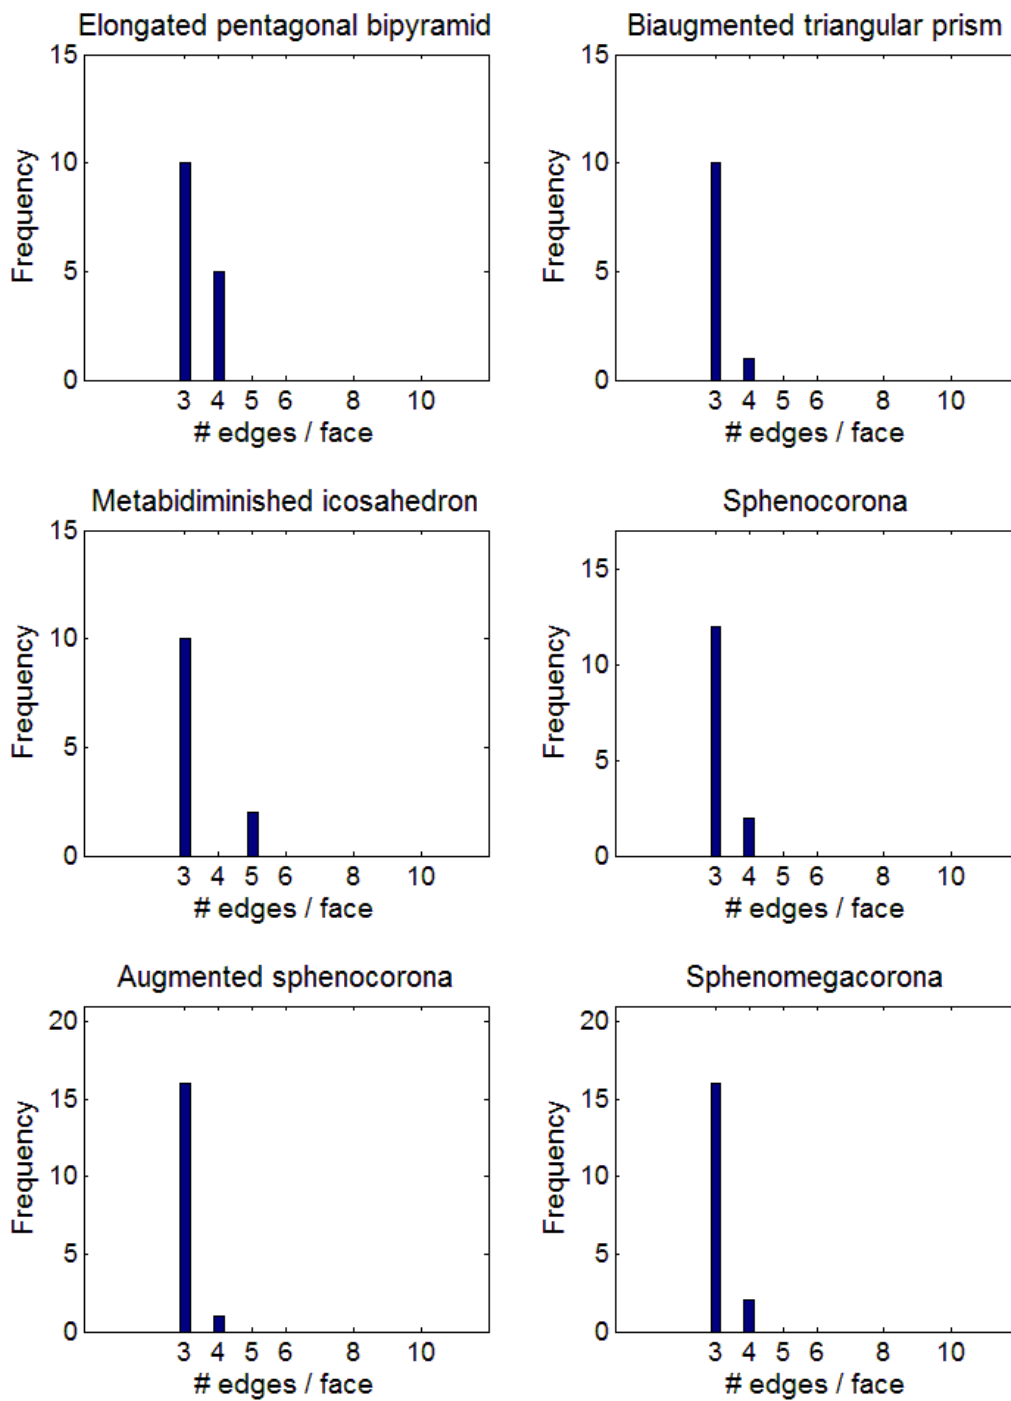 Elongated pentagonal bipyramid
15
10
5
0
Frequency
3 4 5 6 8 10
# edges / face
Biaugmented triangular prism
15
10
5
0
Frequency
3 4 5 6 8 10
# edges / face
Metabidiminished icosahedron
15
10
5
0
Frequency
3 4 5 6 8 10
# edges / face
Sphenocorona
15
10
5
0
Frequency
3 4 5 6 8 10
# edges / face
Augmented sphenocorona
20
15
10
5
0
Frequency
3 4 5 6 8 10
# edges / face
Sphenomegacorona
20
15
10
5
0
Frequency
3 4 5 6 8 10
# edges / face